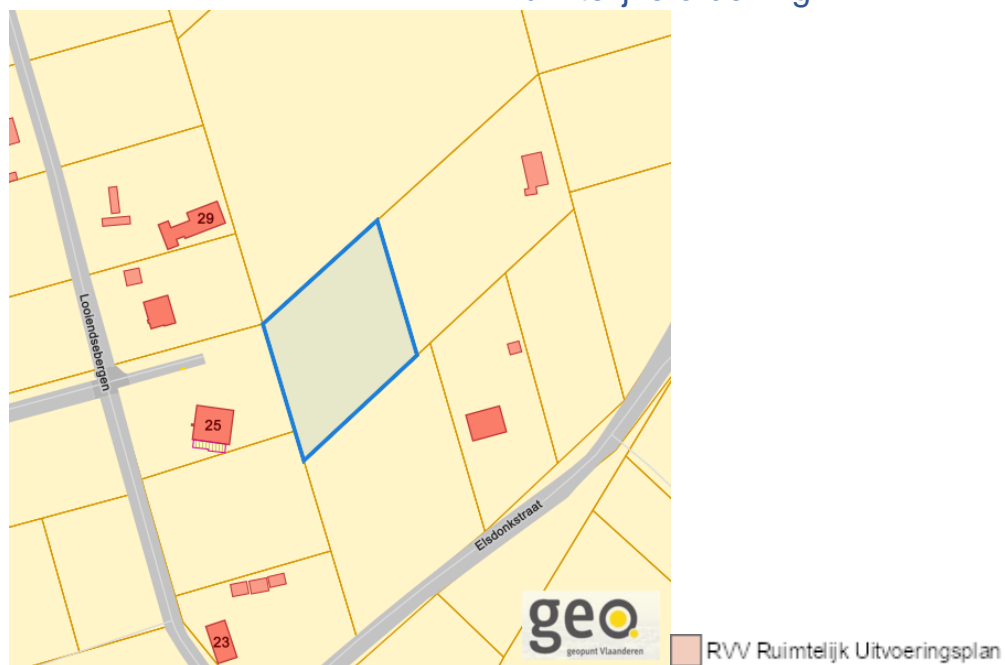 29
Looiendsebergen
25
Elsdonkstraat
23
geo
geopunt Vlaanderen
RVV Ruimtelijk Uitvoeringsplan